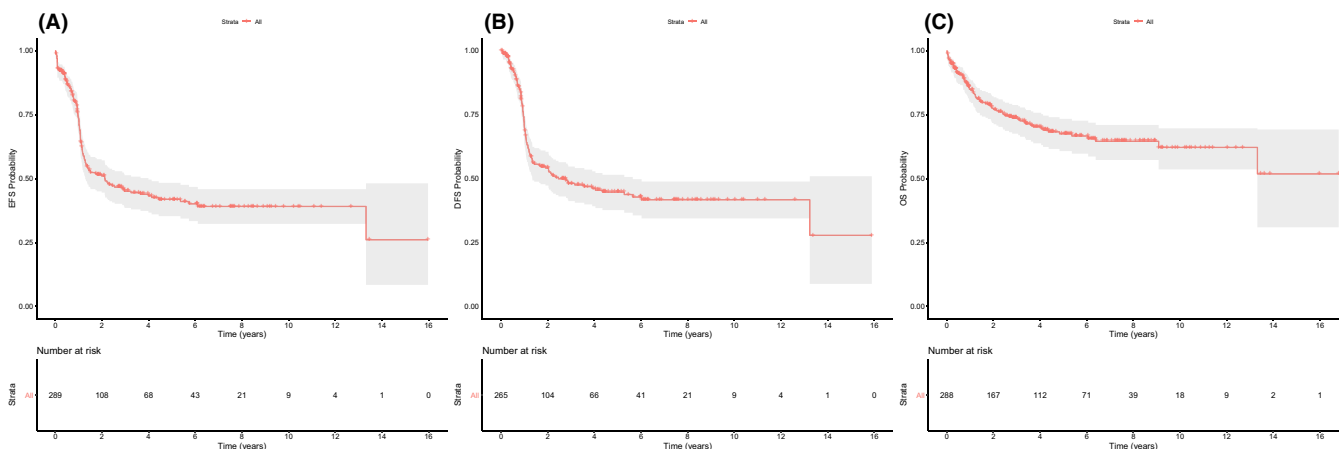 (A)
Strata All
1.00
0.75
0.50
0.25
0.00
EFS Probability
0 2 4 6 8 10 12 14 16
Time (years)
Number at risk
Strata
All 289 108 68 43 21 9 4 1 0
0 2 4 6 8 10 12 14 16
Time (years)
(B)
Strata All
1.00
0.75
0.50
0.25
0.00
DFS Probability
0 2 4 6 8 10 12 14 16
Time (years)
Number at risk
Strata
All 265 104 66 41 21 9 4 1 0
0 2 4 6 8 10 12 14 16
Time (years)
(C)
Strata All
1.00
0.75
0.50
0.25
0.00
OS Probability
0 2 4 6 8 10 12 14 16
Time (years)
Number at risk
Strata
All 288 167 112 71 39 18 9 2 1
0 2 4 6 8 10 12 14 16
Time (years)